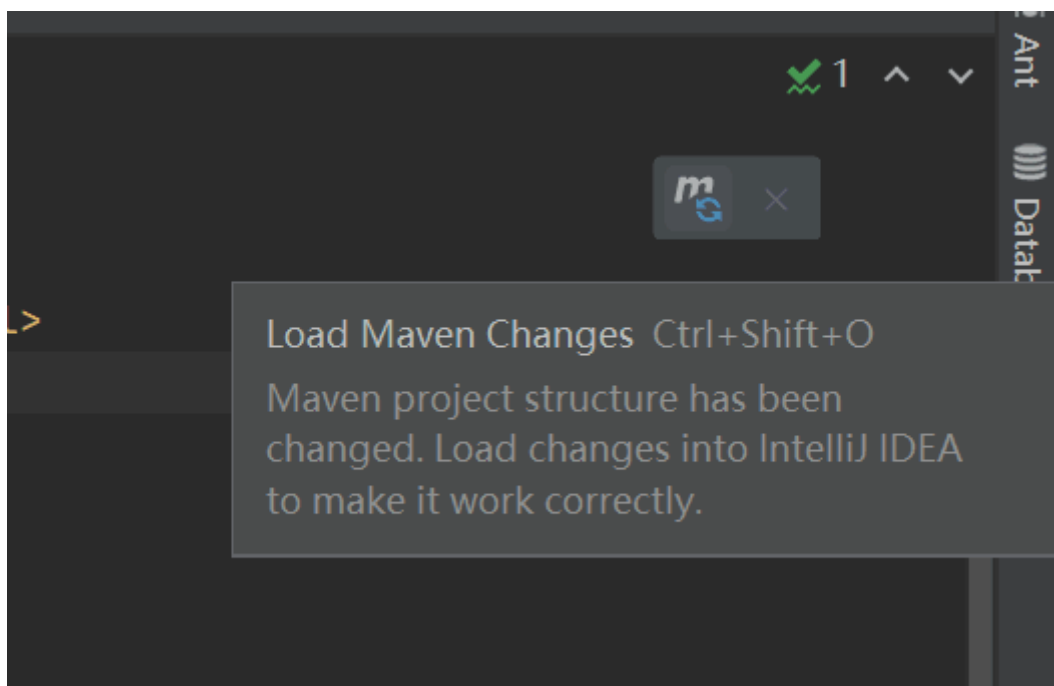 1
Ant
l>
Load Maven Changes Ctrl+Shift+O
Maven project structure has been
changed. Load changes into IntelliJ IDEA
to make it work correctly.